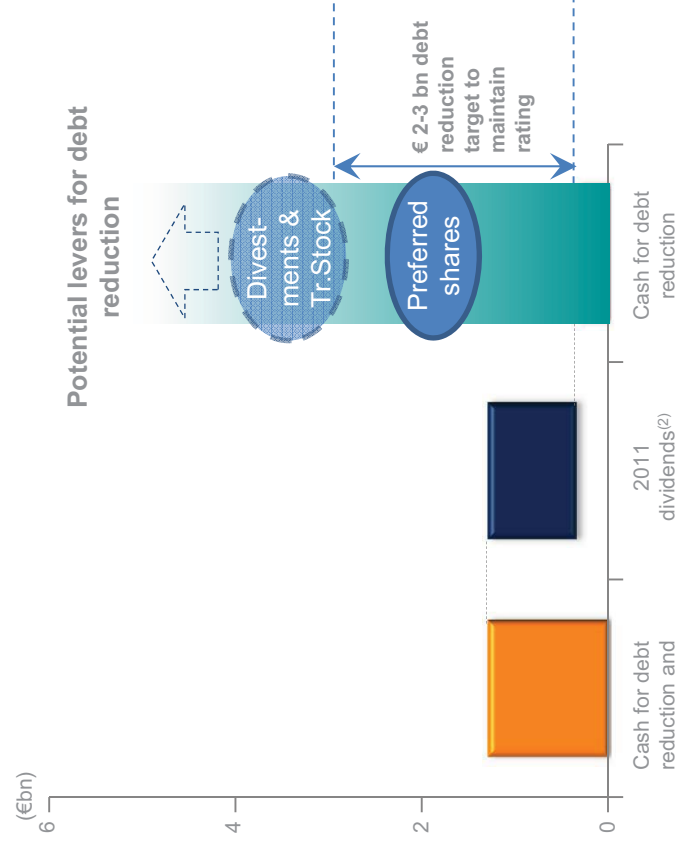 Potential levers for debt
reduction
(€bn)
6
4
2
0
Divest-
ments &
Tr.Stock
Preferred
shares
€ 2-3 bn debt
reduction
target to
maintain
rating
Cash for debt
reduction and
2011
dividends(2)
Cash for debt
reduction